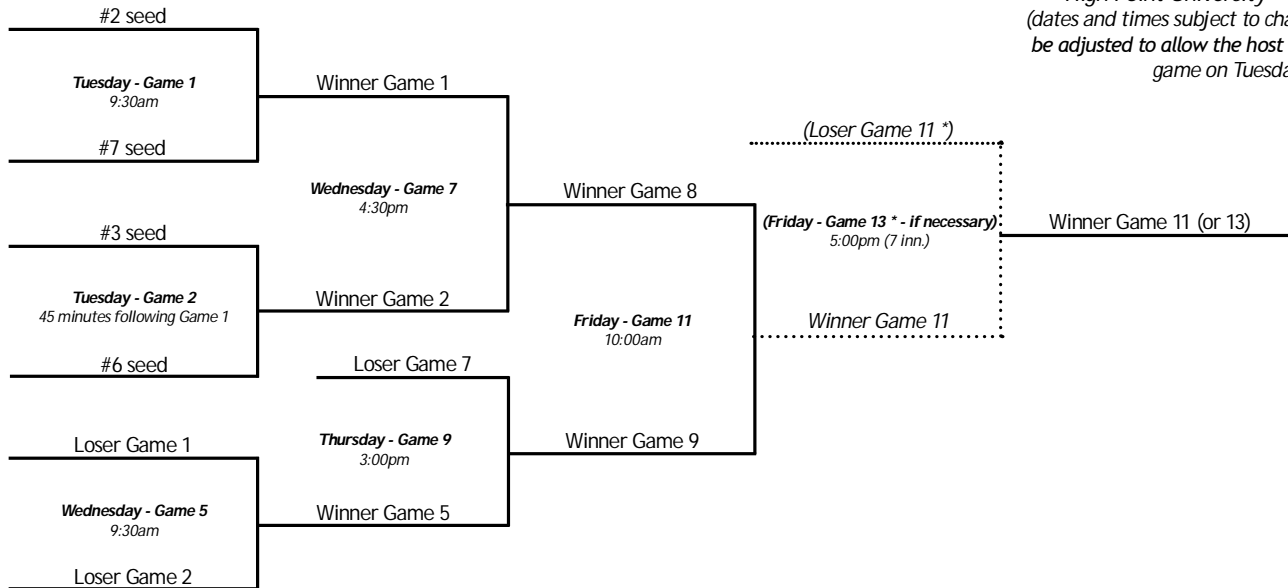 High Point University
(dates and times subject to cha
be adjusted to allow the host
game on Tuesda
#2 seed
Tuesday - Game 1
9:30am
#7 seed
Winner Game 1
Wednesday - Game 7
4:30pm
#3 seed
Tuesday - Game 2
45 minutes following Game 1
#6 seed
Winner Game 2
Winner Game 8
(Loser Game 11 *)
(Friday - Game 13 * - if necessary)
5:00pm (7 inn.)
Winner Game 11 (or 13)
Friday - Game 11
10:00am
Winner Game 11
Loser Game 7
Thursday - Game 9
3:00pm
Winner Game 9
Loser Game 1
Wednesday - Game 5
9:30am
Winner Game 5
Loser Game 2